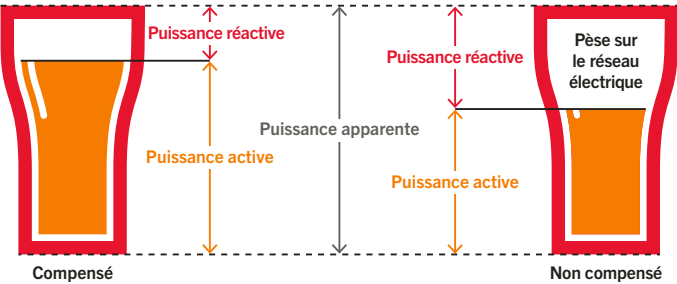 Puissance réactive
Puissance active
Compensé
Puissance apparente
Puissance réactive
Puissance active
Pèse sur
le réseau
électrique
Non compensé